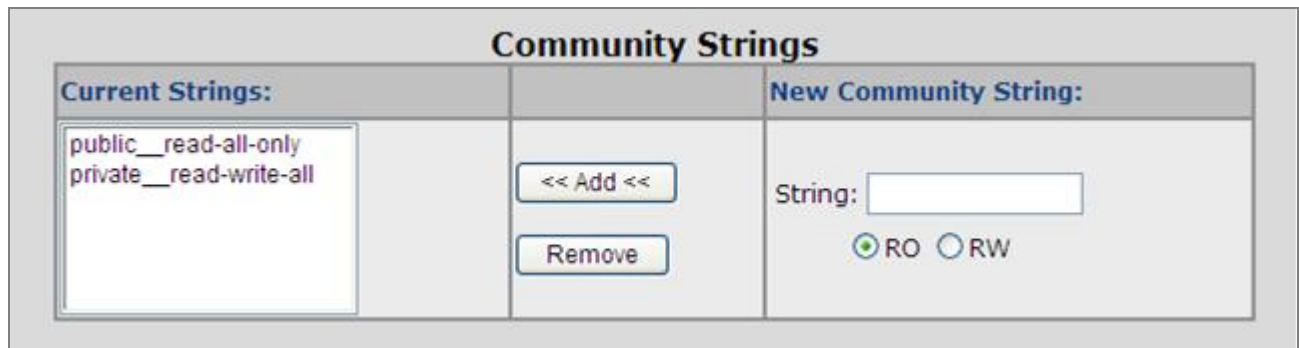 Community Strings
Current Strings:
New Community String:
public__read-all-only
private__read-write-all
<< Add <<
Remove
String:
RO RW